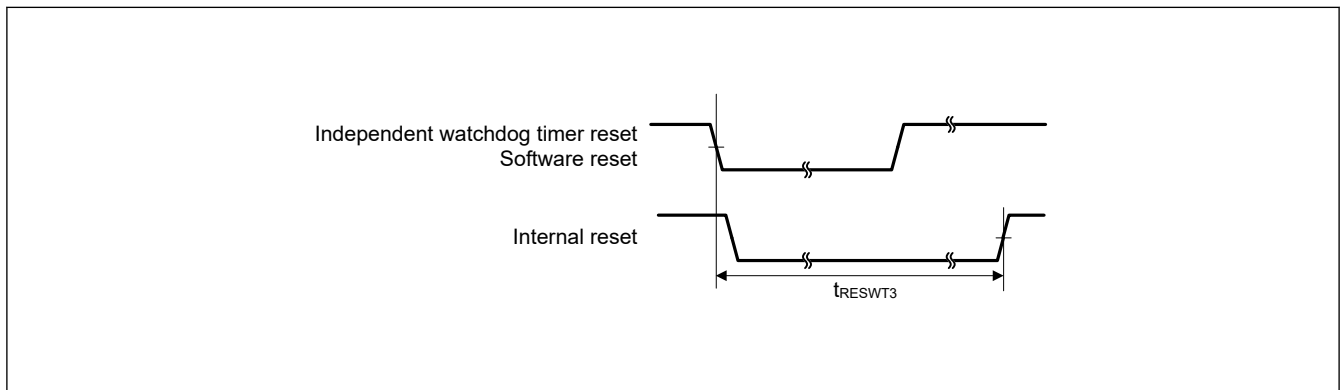 Independent watchdog timer reset
Software reset
Internal reset
tRESWT3